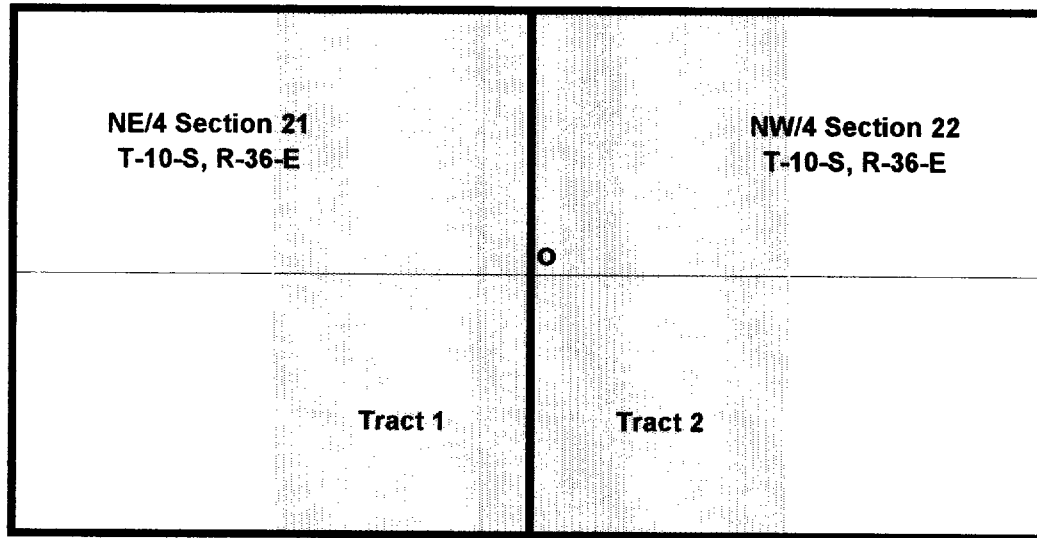 NE/4 Section 21
T-10-S, R-36-E
NW/4 Section 22
T-10-S, R-36-E
O
Tract 1
Tract 2